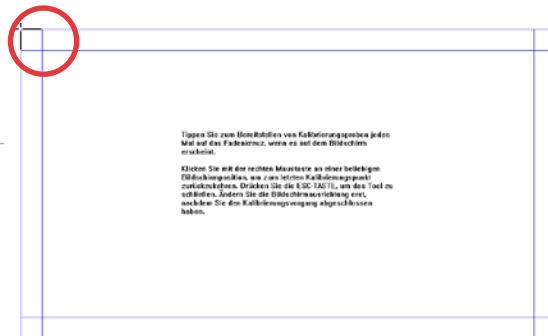 Tippen Sie zum Bereitstellen von Kalibrierungsproben jedes
Mal auf das Fadenkreuz, wenn es auf dem Bildschirm
erscheint.
Klicken Sie mit der rechten Maustaste an einer beliebigen
Bildschirmposition, um zum letzten Kalibrierungspunkt
zurückzukehren. Drücken Sie die ESC-TASTE, um das Tool zu
schließen. Ändern Sie die Bildschirmausrichtung erst,
nachdem Sie den Kalibrierungsvorgang abgeschlossen
haben.